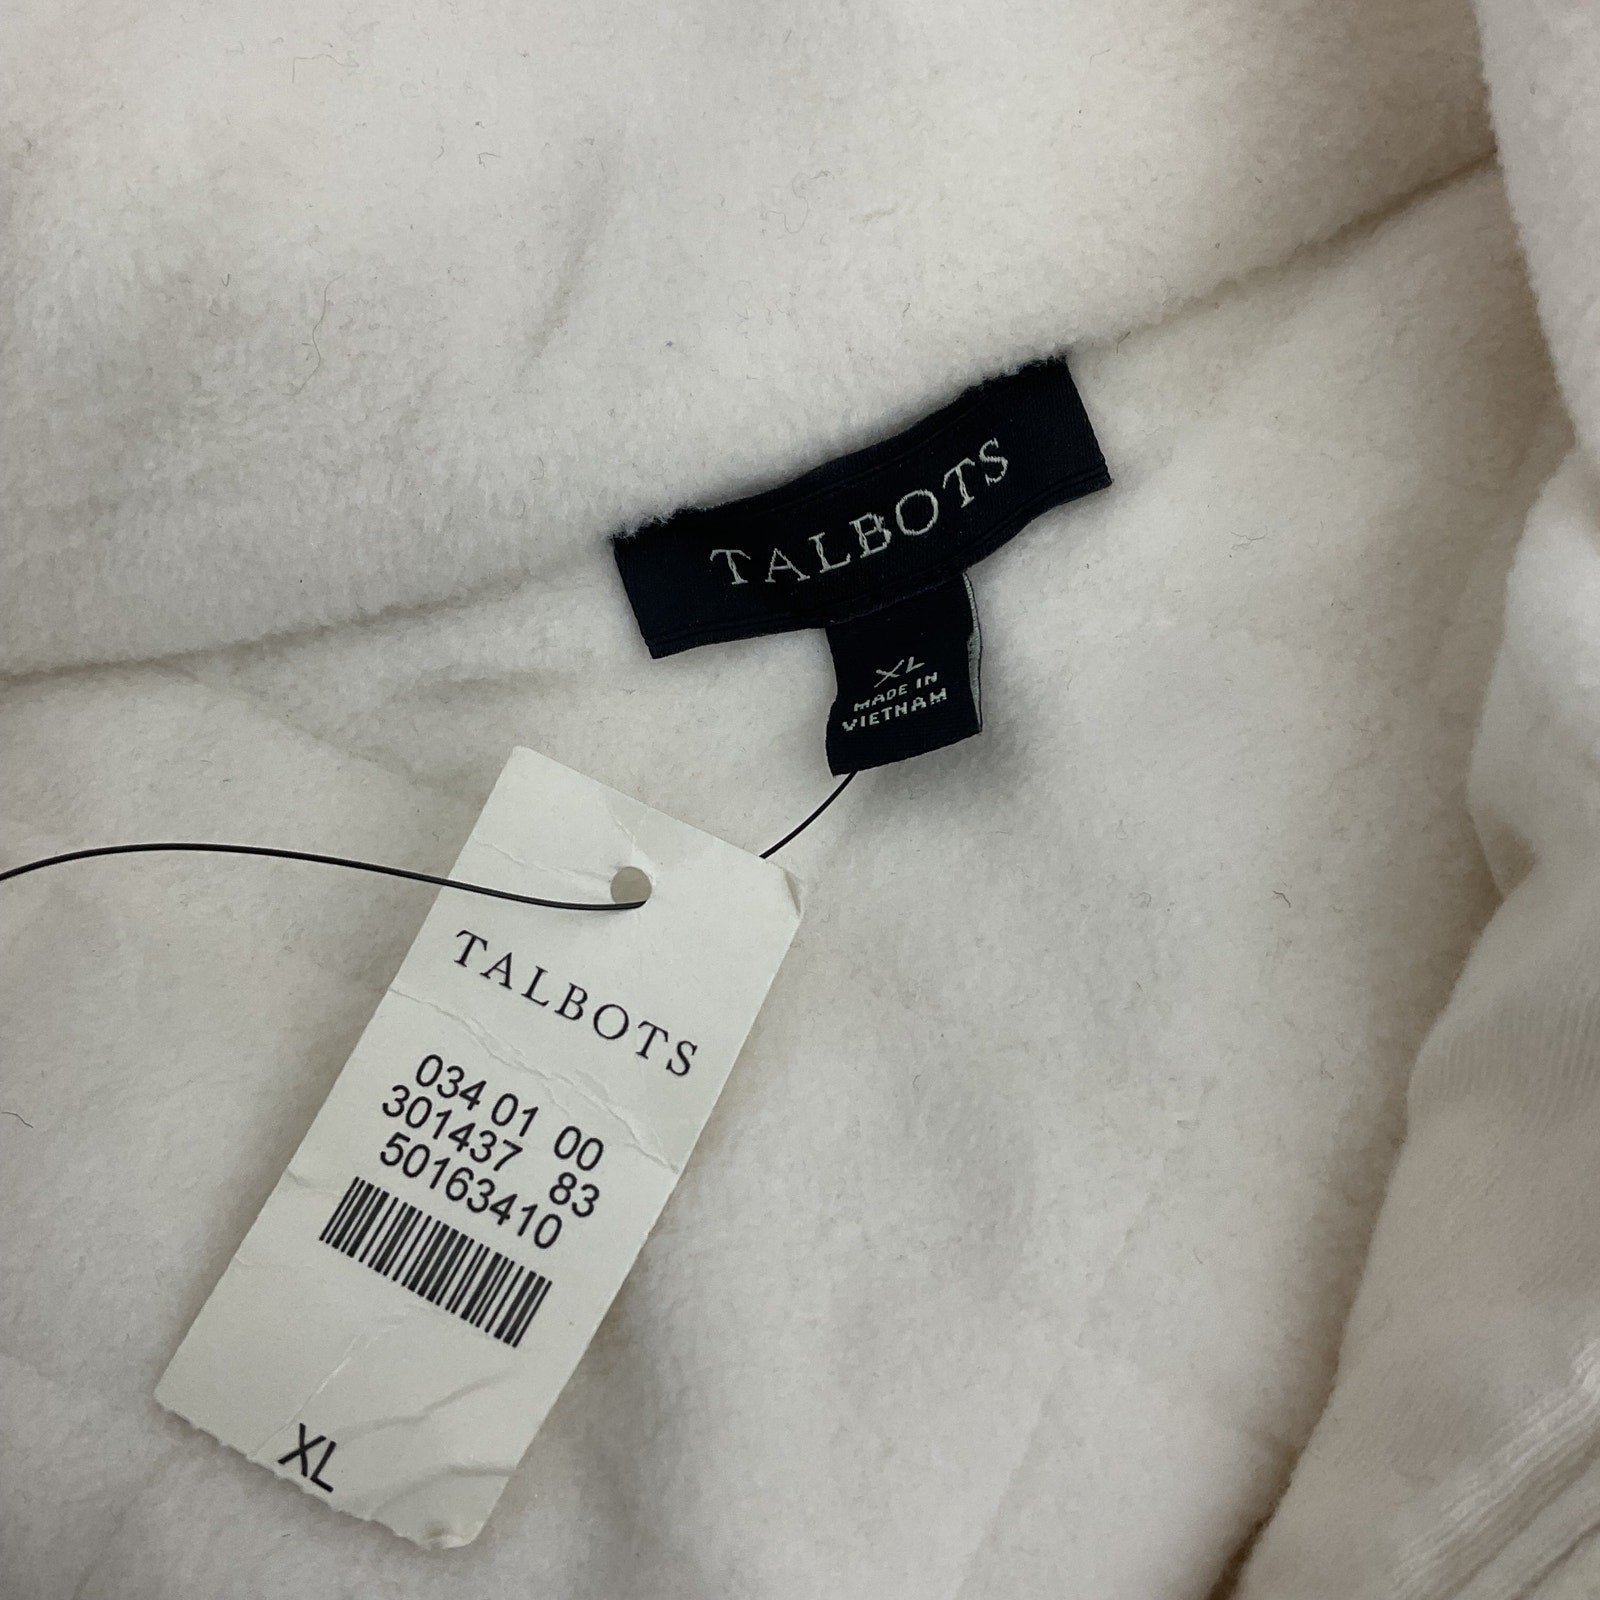 TALBOTS
XL
MADE IN
VIETNAM
TALBOTS
034 01 00
301437 83
50163410
XL